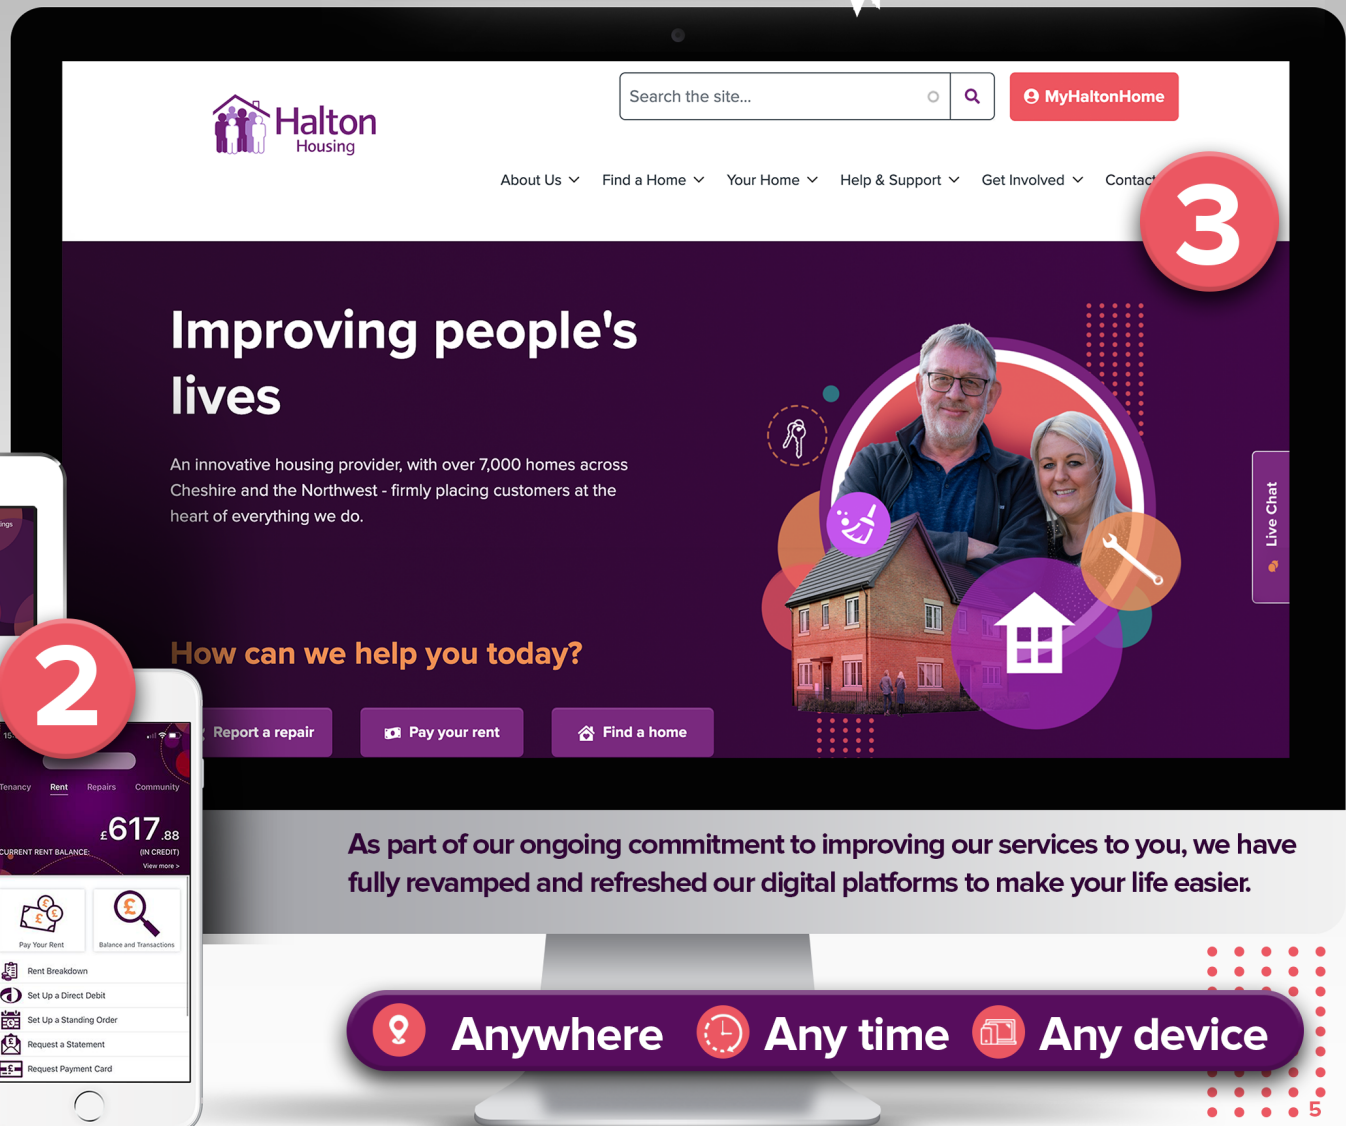 Halton
Housing
Search the site...
MyHaltonHome
About Us
Find a Home
Your Home
Help & Support
Get Involved
Contact
3
Improving people's
lives
An innovative housing provider, with over 7,000 homes across
Cheshire and the Northwest - firmly placing customers at the
heart of everything we do.
Live Chat
How can we help you today?
Report a repair
Pay your rent
Find a home
ings
2
15
Tenancy
Rent
Repairs
Community
£617.88
CURRENT RENT BALANCE:
(IN CREDIT)
View more >
Pay Your Rent
Balance and Transactions
Rent Breakdown
Set Up a Direct Debit
Set Up a Standing Order
Request a Statement
Request Payment Card
As part of our ongoing commitment to improving our services to you, we have
fully revamped and refreshed our digital platforms to make your life easier.
Anywhere
Any time
Any device
5